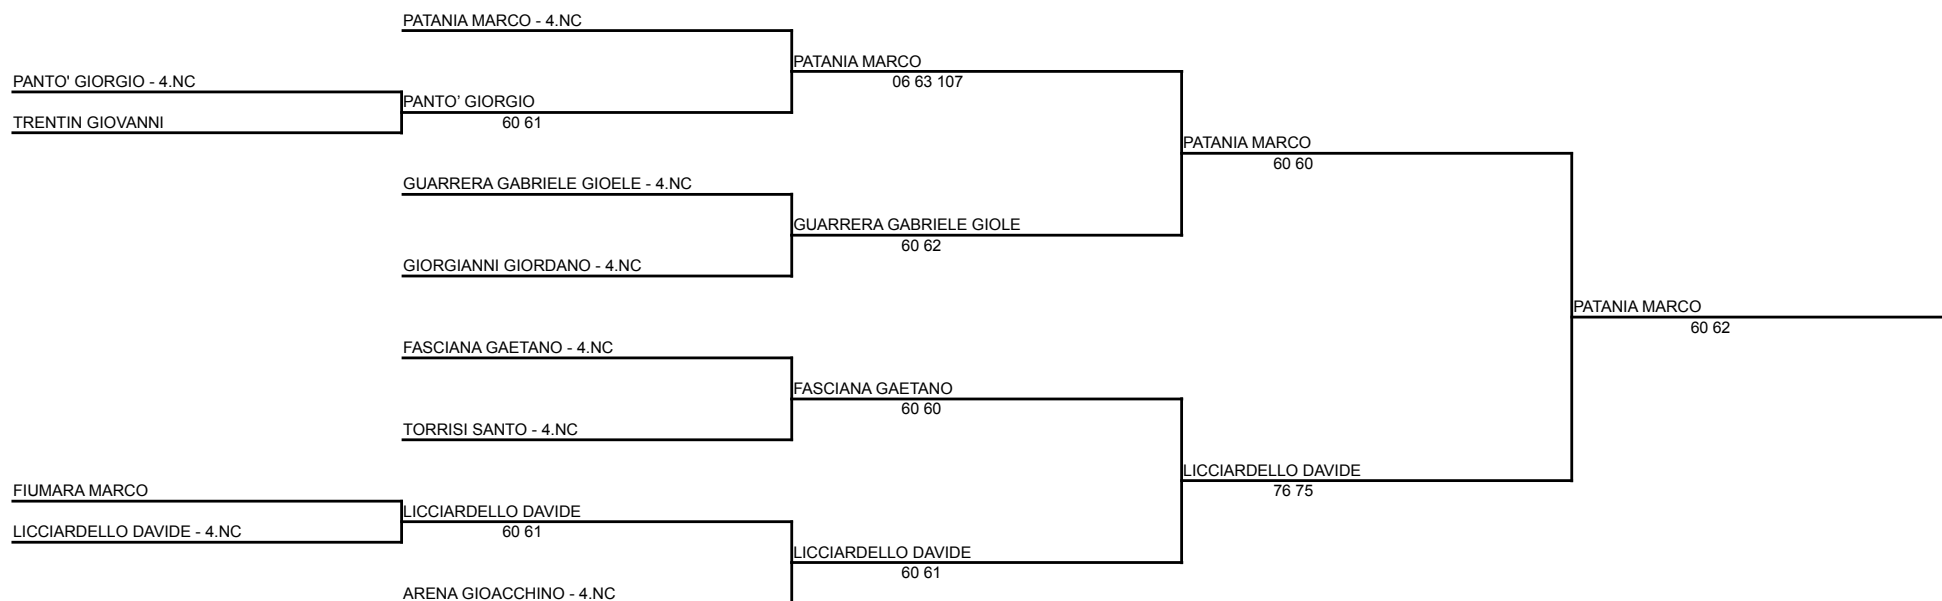 PATANIA MARCO - 4.NC
PATANIA MARCO
06 63 107
PANTO' GIORGIO - 4.NC
PANTO’ GIORGIO
60 61
TRENTIN GIOVANNI
PATANIA MARCO
60 60
GUARRERA GABRIELE GIOELE - 4.NC
GUARRERA GABRIELE GIOLE
60 62
GIORGIANNI GIORDANO - 4.NC
PATANIA MARCO
60 62
FASCIANA GAETANO - 4.NC
FASCIANA GAETANO
60 60
TORRISI SANTO - 4.NC
LICCIARDELLO DAVIDE
76 75
FIUMARA MARCO
LICCIARDELLO DAVIDE
60 61
LICCIARDELLO DAVIDE - 4.NC
LICCIARDELLO DAVIDE
60 61
ARENA GIOACCHINO - 4.NC